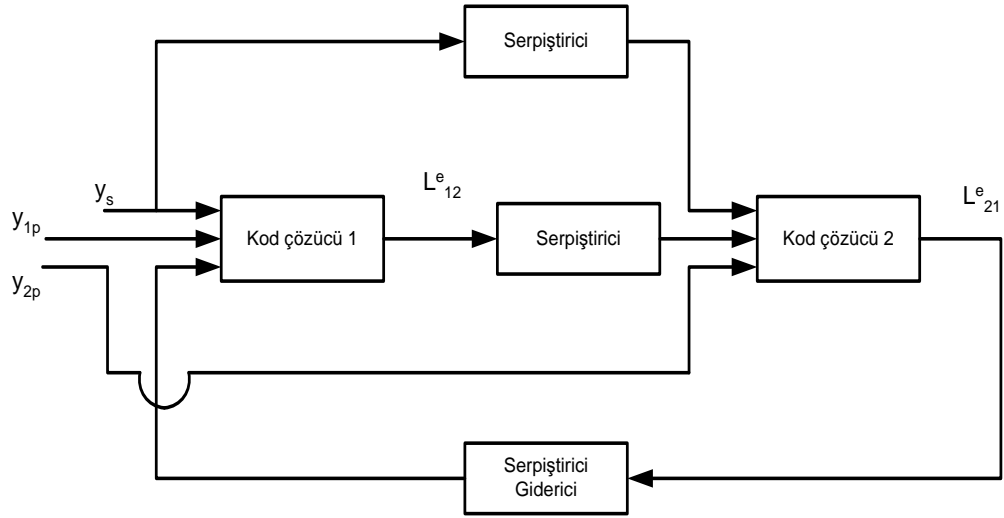 Serpiştirici
y_s
L^e_12
L^e_21
y_1p
Kod çözücü 1
Serpiştirici
Kod çözücü 2
y_2p
Serpiştirici
Giderici